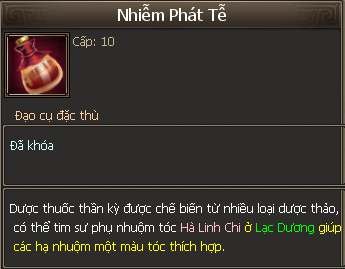 Nhiễm Phát Tễ
Cấp: 10
Đạo cụ đặc thù
Đã khóa
Dược thuốc thần kỳ được chế biến từ nhiều loại dược thảo,
có thể tim sư phụ nhuộm tóc Hà Linh Chi ở Lạc Dương giúp
các hạ nhuộm một màu tóc thích hợp.